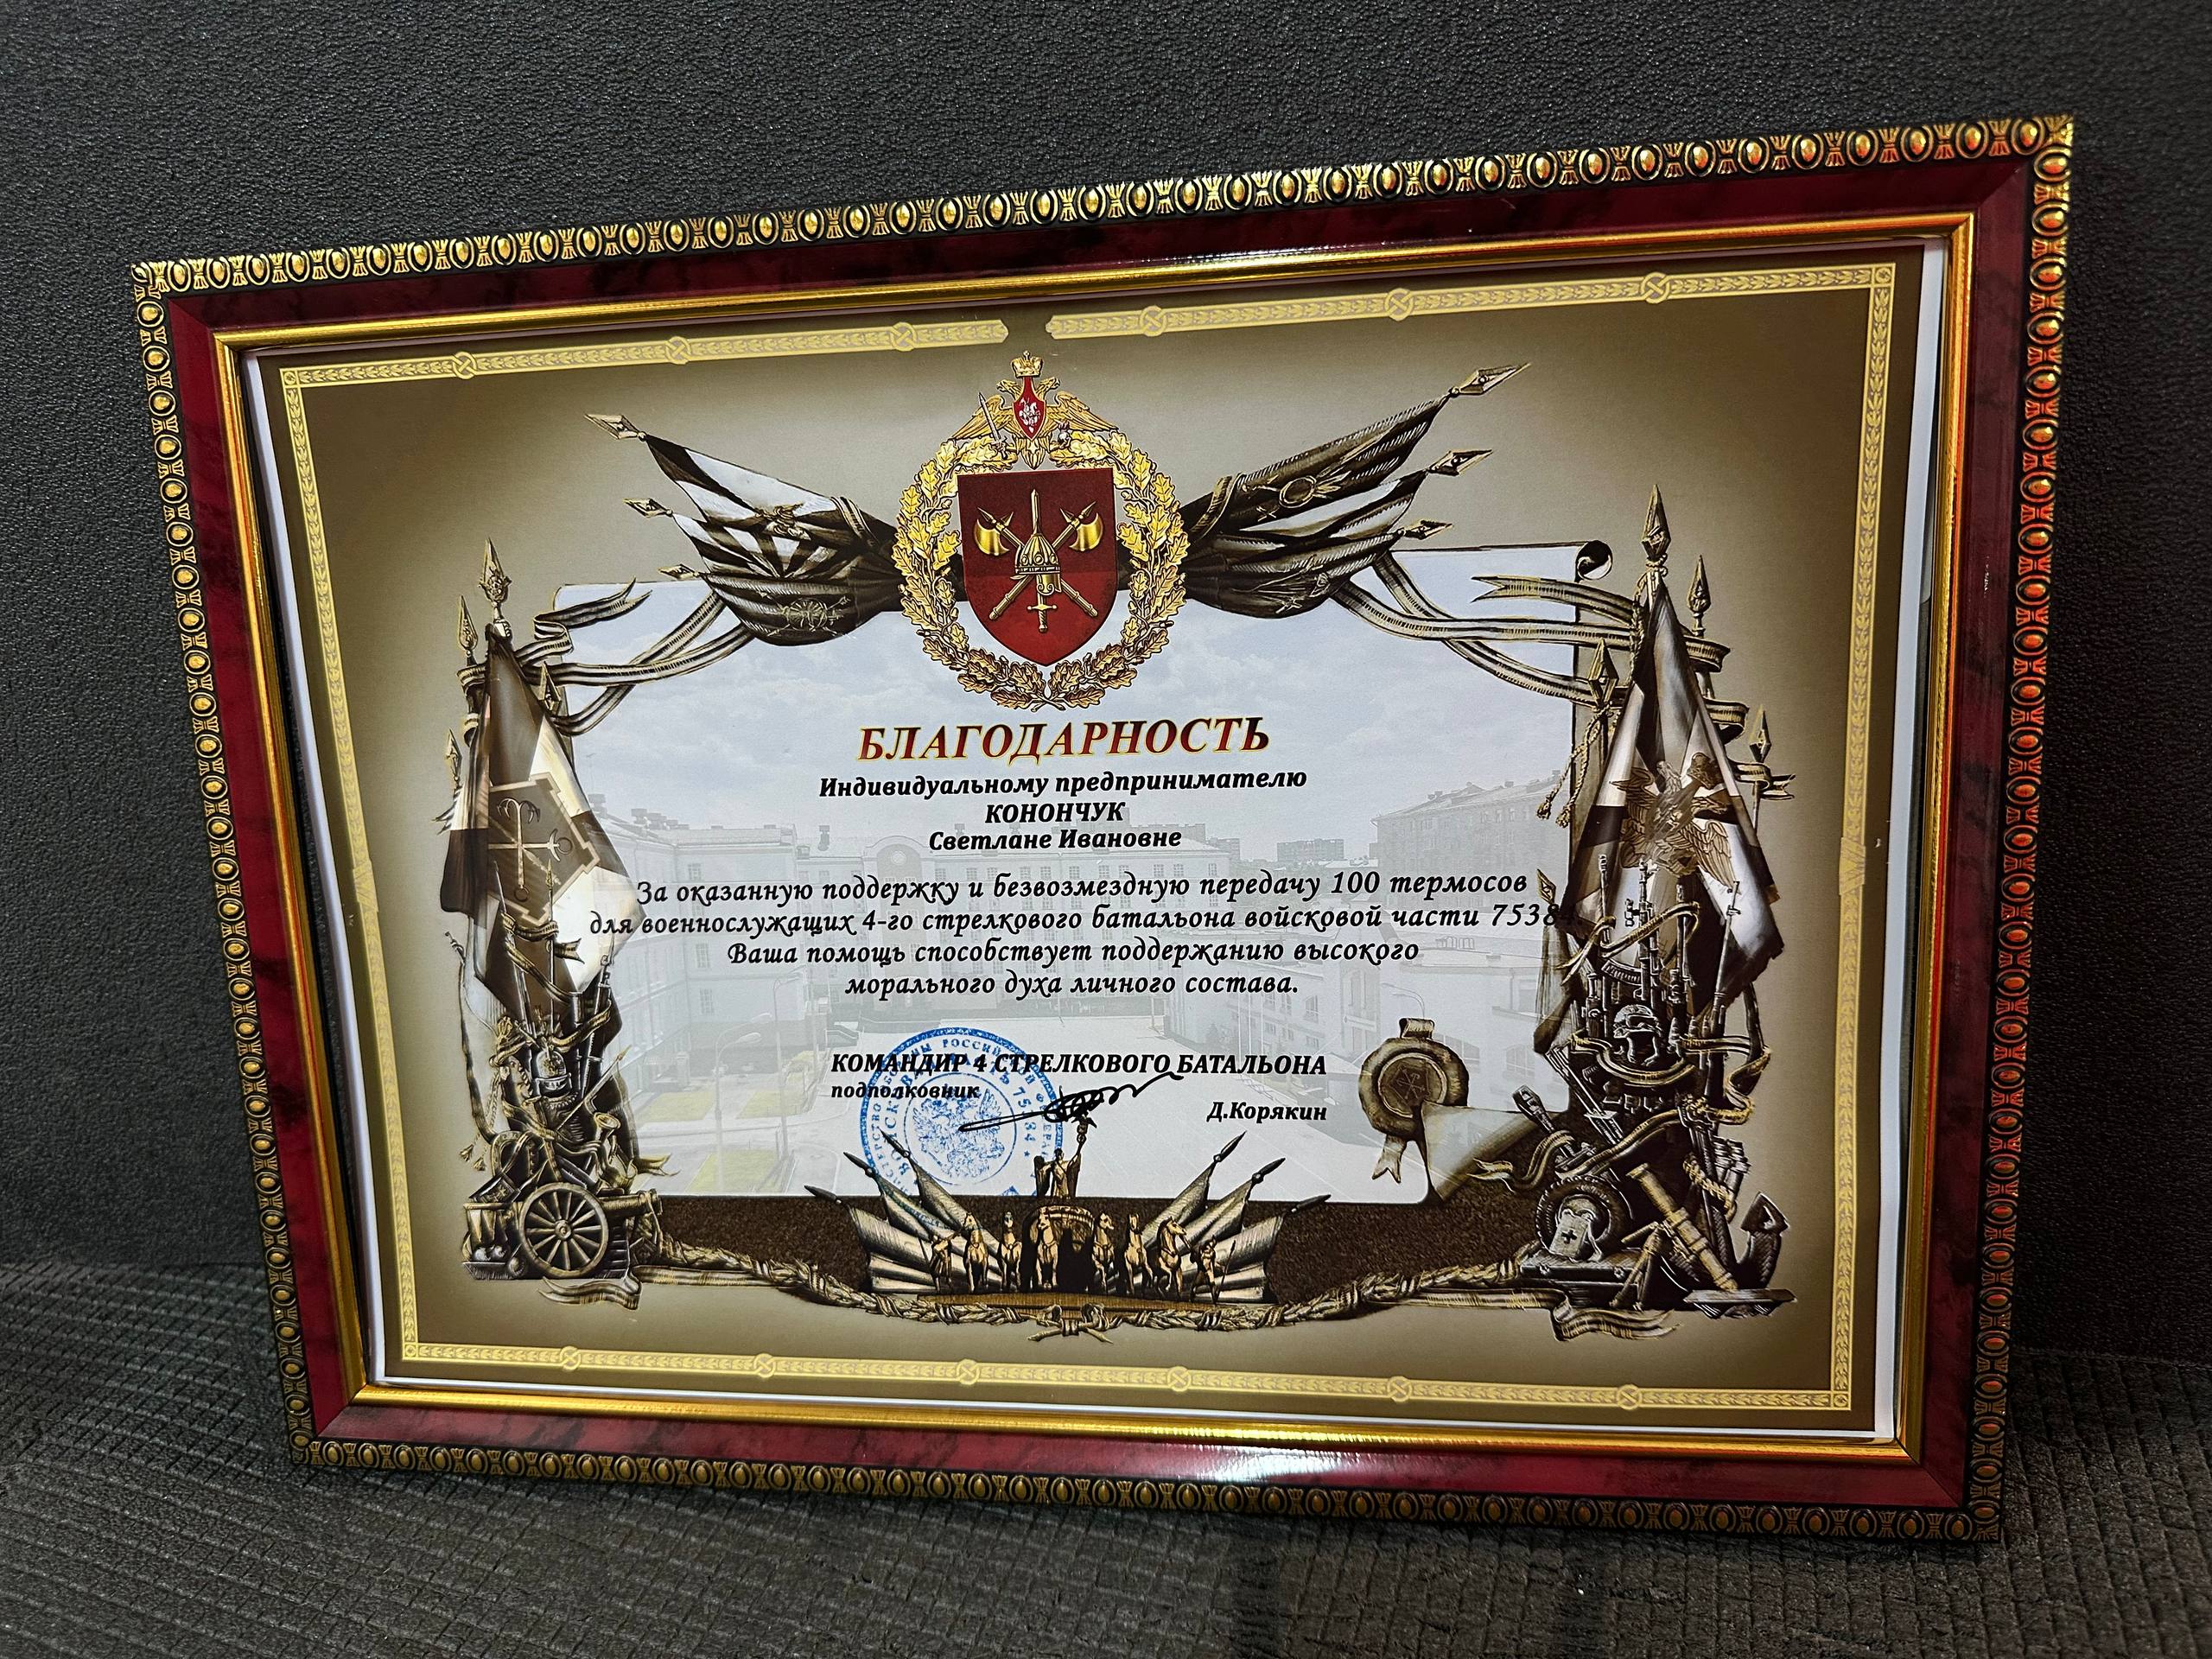 БЛАГОДАРНОСТЬ
Индивидуальному предпринимателю
КОНОНЧУК
Светлане Ивановне
За оказанную поддержку и безвозмездную передачу 100 термосов
для военнослужащих 4-го стрелкового батальона войсковой части
Ваша помощь способствует поддержанию высокого
морального духа личного состава.
КОМАНДИР 4 СТРЕЛКОВОГО БАТАЛЬОНА
подполковник
Д.Корякин